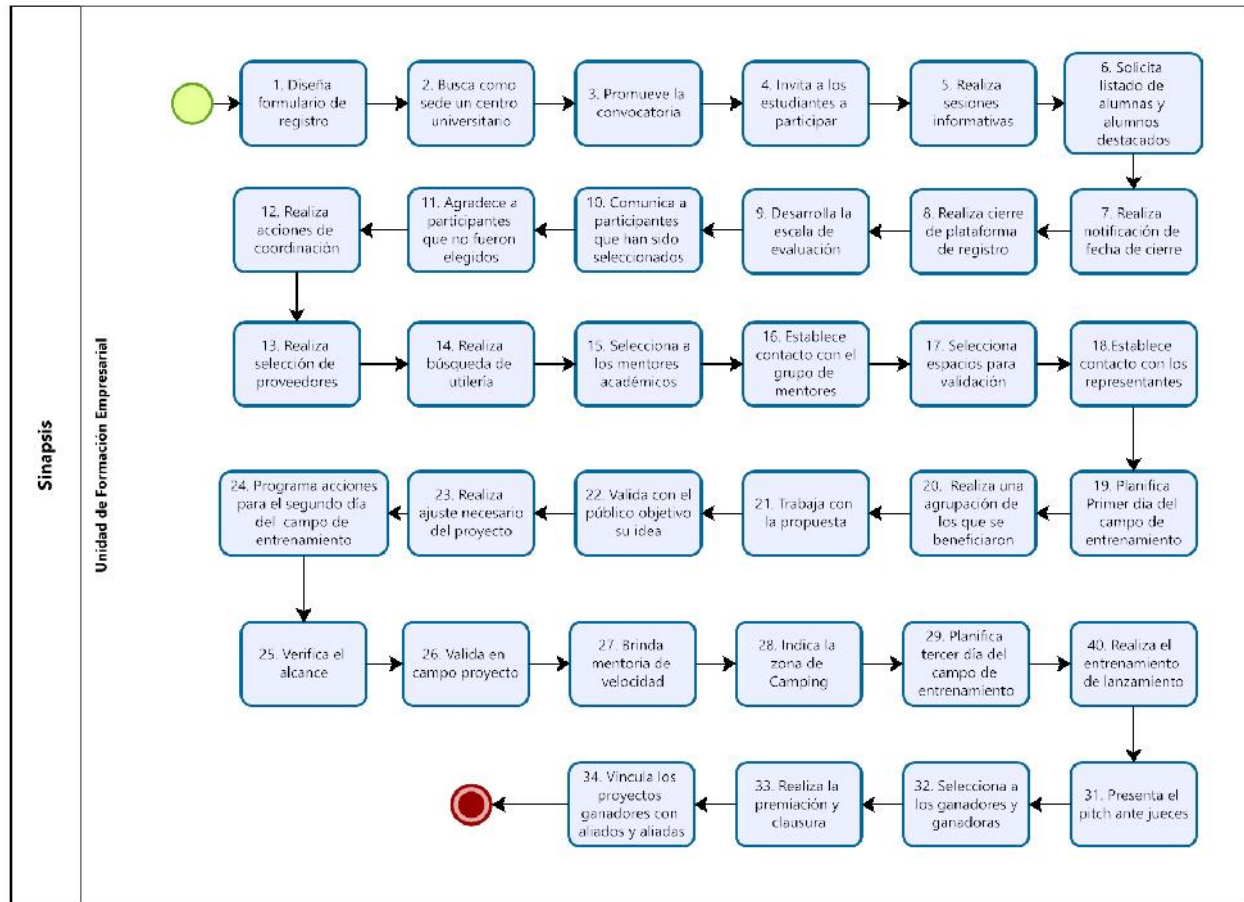 Sinapsis
Unidad de Formación Empresarial
1. Diseña
formulario de
registro
2. Busca como
sede un centro
universitario
3. Promueve la
convocatoria
4. Invita a los
estudiantes a
participar
5. Realiza
sesiones
informativas
6. Solicita
listado de
alumnas y
alumnos
destacados
7. Realiza
notificación de
fecha de cierre
8. Realiza cierre
de plataforma
de registro
9. Desarrolla la
escala de
evaluación
10. Comunica a
participantes
que han sido
seleccionados
11. Agradece a
participantes
que no fueron
elegidos
12. Realiza
acciones de
coordinación
13. Realiza
selección de
proveedores
14. Realiza
búsqueda de
utilería
15. Selecciona a
los mentores
académicos
16. Establece
contacto con el
grupo de
mentores
17. Selecciona
espacios para
validación
18.Establece
contacto con los
representantes
19. Planifica
Primer día del
campo de
entrenamiento
20. Realiza una
agrupación de
los que se
beneficiaron
21. Trabaja con
la propuesta
22. Valida con el
público objetivo
su idea
23. Realiza
ajuste necesario
del proyecto
24. Programa acciones
para el segundo día
del campo de
entrenamiento
25. Verifica el
alcance
26. Valida en
campo proyecto
27. Brinda
mentoría de
velocidad
28. Indica la
zona de
Camping
29. Planifica
tercer día del
campo de
entrenamiento
40. Realiza el
entrenamiento
de lanzamiento
31. Presenta el
pitch ante jueces
32. Selecciona a
los ganadores y
ganadoras
33. Realiza la
premiación y
clausura
34. Vincula los
proyectos
ganadores con
aliados y aliadas